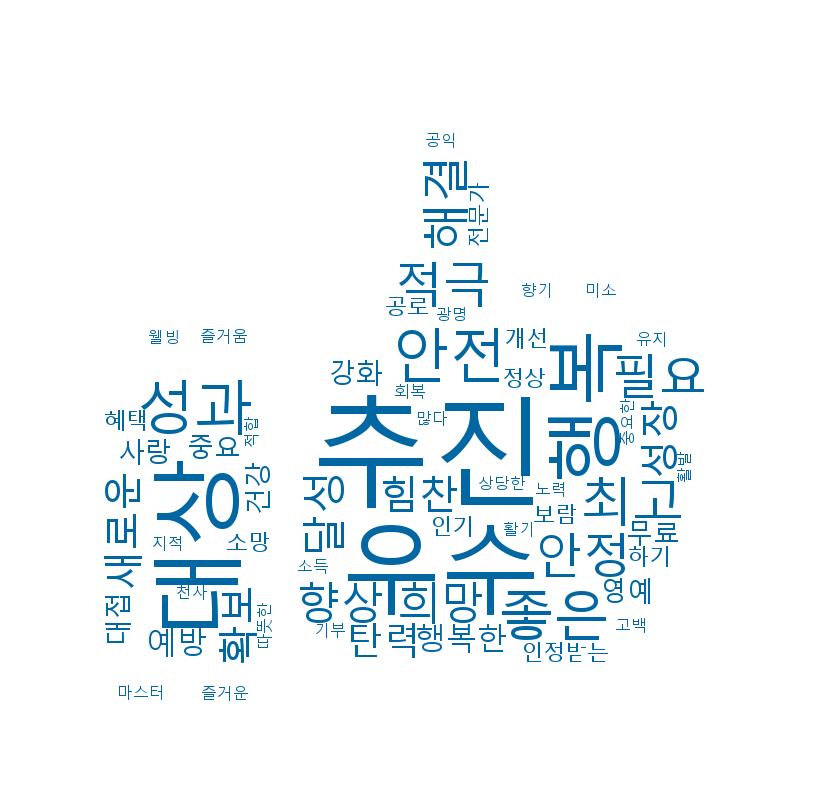 공익
해결
전문가
적극
향기
미소
공로
광명
웰빙
즐거움
안전
개선
행복
유지
강화
정상
필요
성과
회복
혜택
적합
많다
추진
중요한
성장
사랑
중요
건강
달성
힘찬
상당한
노력
최고
활발
대상
새로운
인기
활기
보람
무료
지적
소망
우수
안정
하기
소득
천사
향상
희망
좋은
영예
대접
확보
따뜻한
예방
기부
탄력
행복한
고백
인정받는
마스터
즐거운